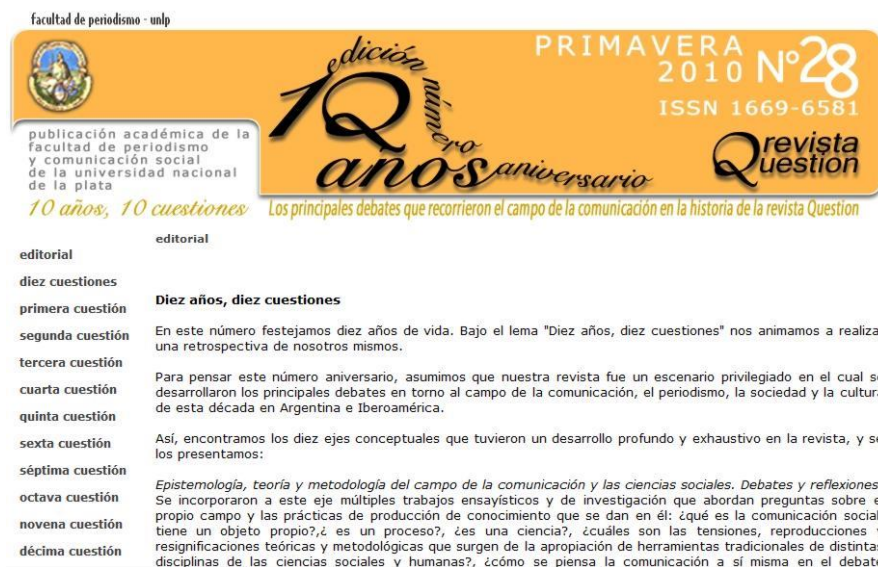 facultad de periodismo - unlp
edición número
10 años
aniversario
PRIMAVERA
2010 Nº28
ISSN 1669-6581
revista
Question
publicación académica de la
facultad de periodismo
y comunicación social
de la universidad nacional
de la plata
10 años, 10 cuestiones
Los principales debates que recorrieron el campo de la comunicación en la historia de la revista Question
editorial
diez cuestiones
primera cuestión
segunda cuestión
tercera cuestión
cuarta cuestión
quinta cuestión
sexta cuestión
séptima cuestión
octava cuestión
novena cuestión
décima cuestión
editorial
Diez años, diez cuestiones
En este número festejamos diez años de vida. Bajo el lema "Diez años, diez cuestiones" nos animamos a realiza
una retrospectiva de nosotros mismos.
Para pensar este número aniversario, asumimos que nuestra revista fue un escenario privilegiado en el cual se
desarrollaron los principales debates en torno al campo de la comunicación, el periodismo, la sociedad y la cultura
de esta década en Argentina e Iberoamérica.
Así, encontramos los diez ejes conceptuales que tuvieron un desarrollo profundo y exhaustivo en la revista, y se
los presentamos:
Epistemología, teoría y metodología del campo de la comunicación y las ciencias sociales. Debates y reflexiones
Se incorporaron a este eje múltiples trabajos ensayísticos y de investigación que abordan preguntas sobre e
propio campo y las prácticas de producción de conocimiento que se dan en él: ¿qué es la comunicación social
tiene un objeto propio?,¿ es un proceso?, ¿es una ciencia?, ¿cuáles son las tensiones, reproducciones
resignificaciones teóricas y metodológicas que surgen de la apropiación de herramientas tradicionales de distintas
disciplinas de las ciencias sociales y humanas?, ¿cómo se piensa la comunicación a sí misma en el debate